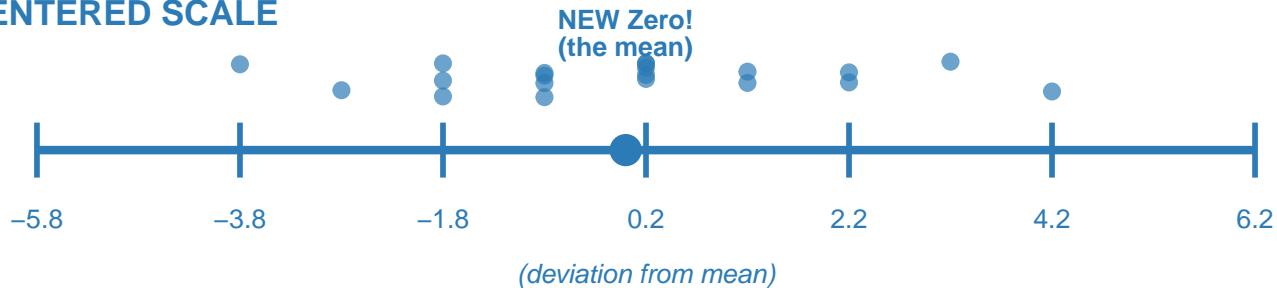 ENTERED SCALE
NEW Zero!
(the mean)
–5.8
–3.8
–1.8
0.2
2.2
4.2
6.2
(deviation from mean)